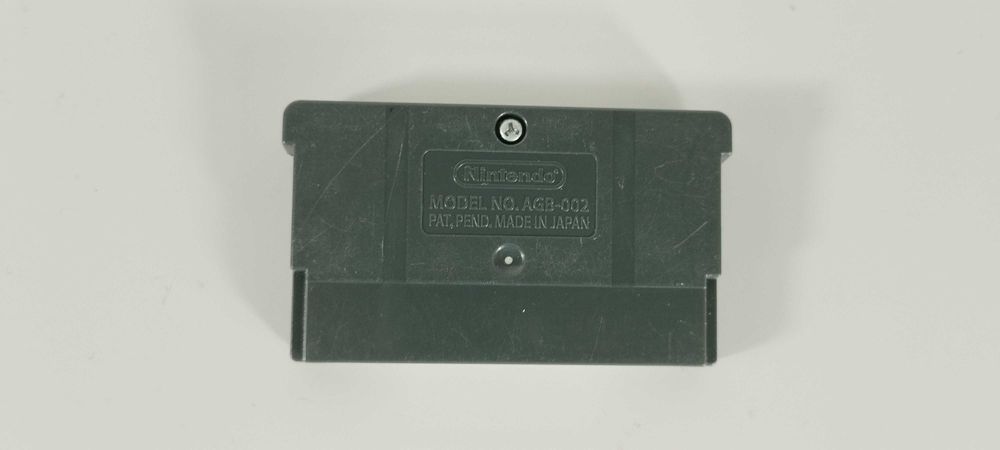 Nintendo®
MODEL NO. AGB-002
PAT, PEND. MADE IN JAPAN